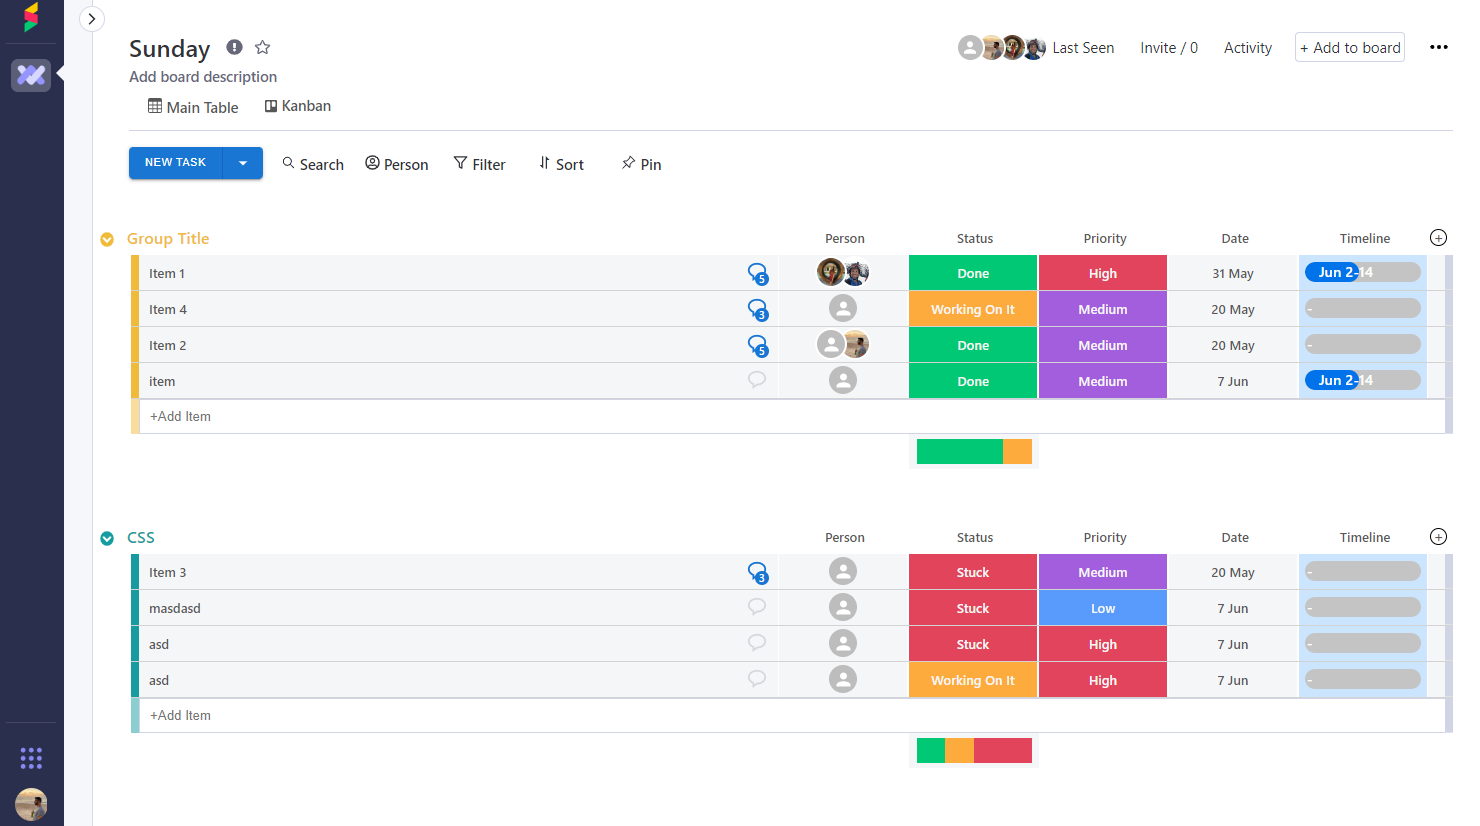 Sunday
Last Seen Invite / 0 Activity + Add to board
Add board description
Main Table Kanban
NEW TASK Search Person Filter Sort Pin
Group Title Person Status Priority Date Timeline
Item 1 5 Done High 31 May Jun 2-14
Item 4 3 Working On It Medium 20 May -
Item 2 5 Done Medium 20 May -
item Done Medium 7 Jun Jun 2-14
+Add Item
CSS Person Status Priority Date Timeline
Item 3 3 Stuck Medium 20 May -
masdasd Stuck Low 7 Jun -
asd Stuck High 7 Jun -
asd Working On It High 7 Jun -
+Add Item